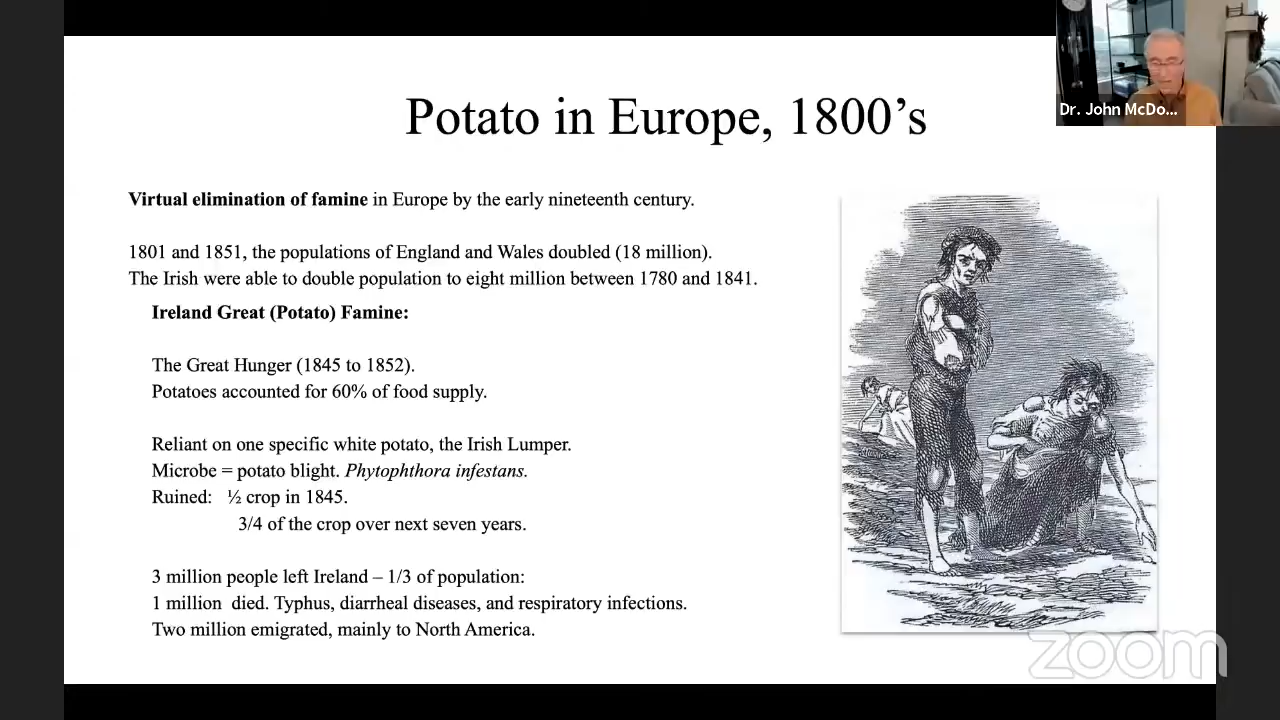 Potato in Europe, 1800’s
Dr. John McDo...
Virtual elimination of famine in Europe by the early nineteenth century.
1801 and 1851, the populations of England and Wales doubled (18 million).
The Irish were able to double population to eight million between 1780 and 1841.
Ireland Great (Potato) Famine:
The Great Hunger (1845 to 1852).
Potatoes accounted for 60% of food supply.
Reliant on one specific white potato, the Irish Lumper.
Microbe = potato blight. Phytophthora infestans.
Ruined: ½ crop in 1845.
3/4 of the crop over next seven years.
3 million people left Ireland – 1/3 of population:
1 million died. Typhus, diarrheal diseases, and respiratory infections.
Two million emigrated, mainly to North America.
zoom